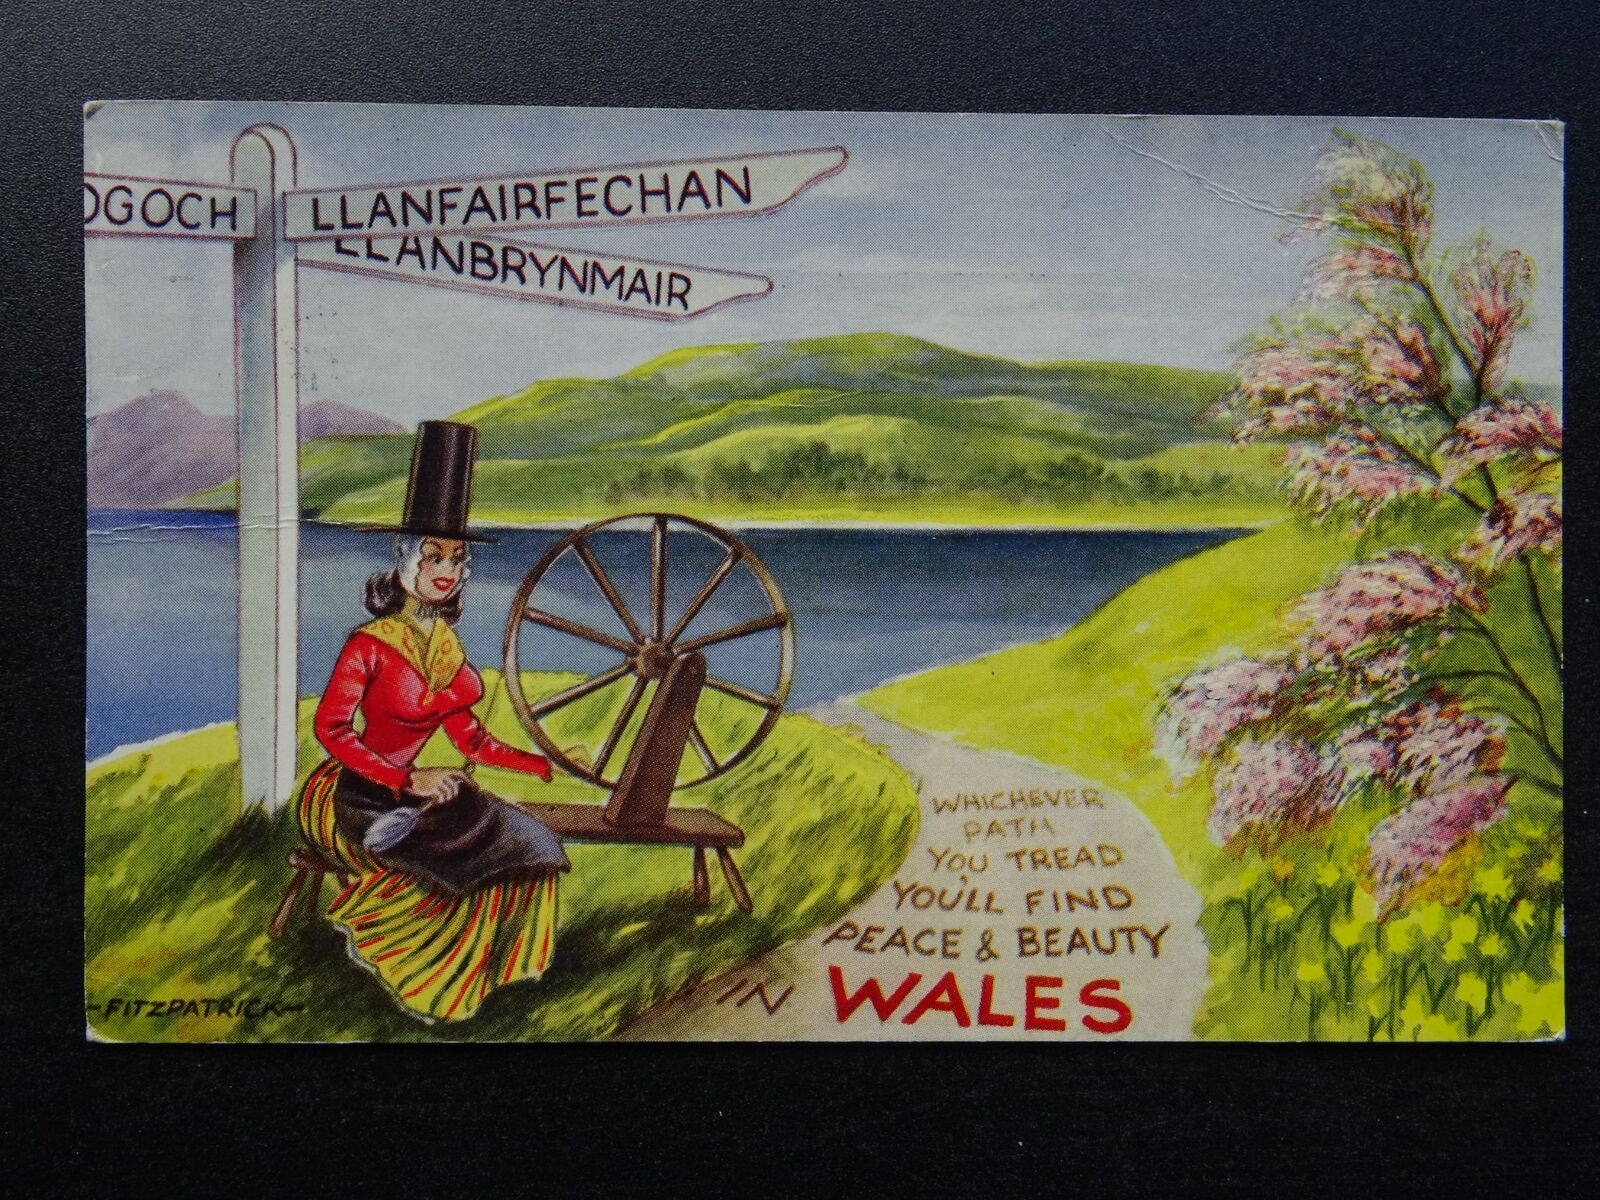 OGOCH
LLANFAIRFECHAN
LLANBRYNMAIR
WHICHEVER
PATH
YOU TREAD
YOU'LL FIND
PEACE & BEAUTY
IN WALES
-FITZPATRICK-